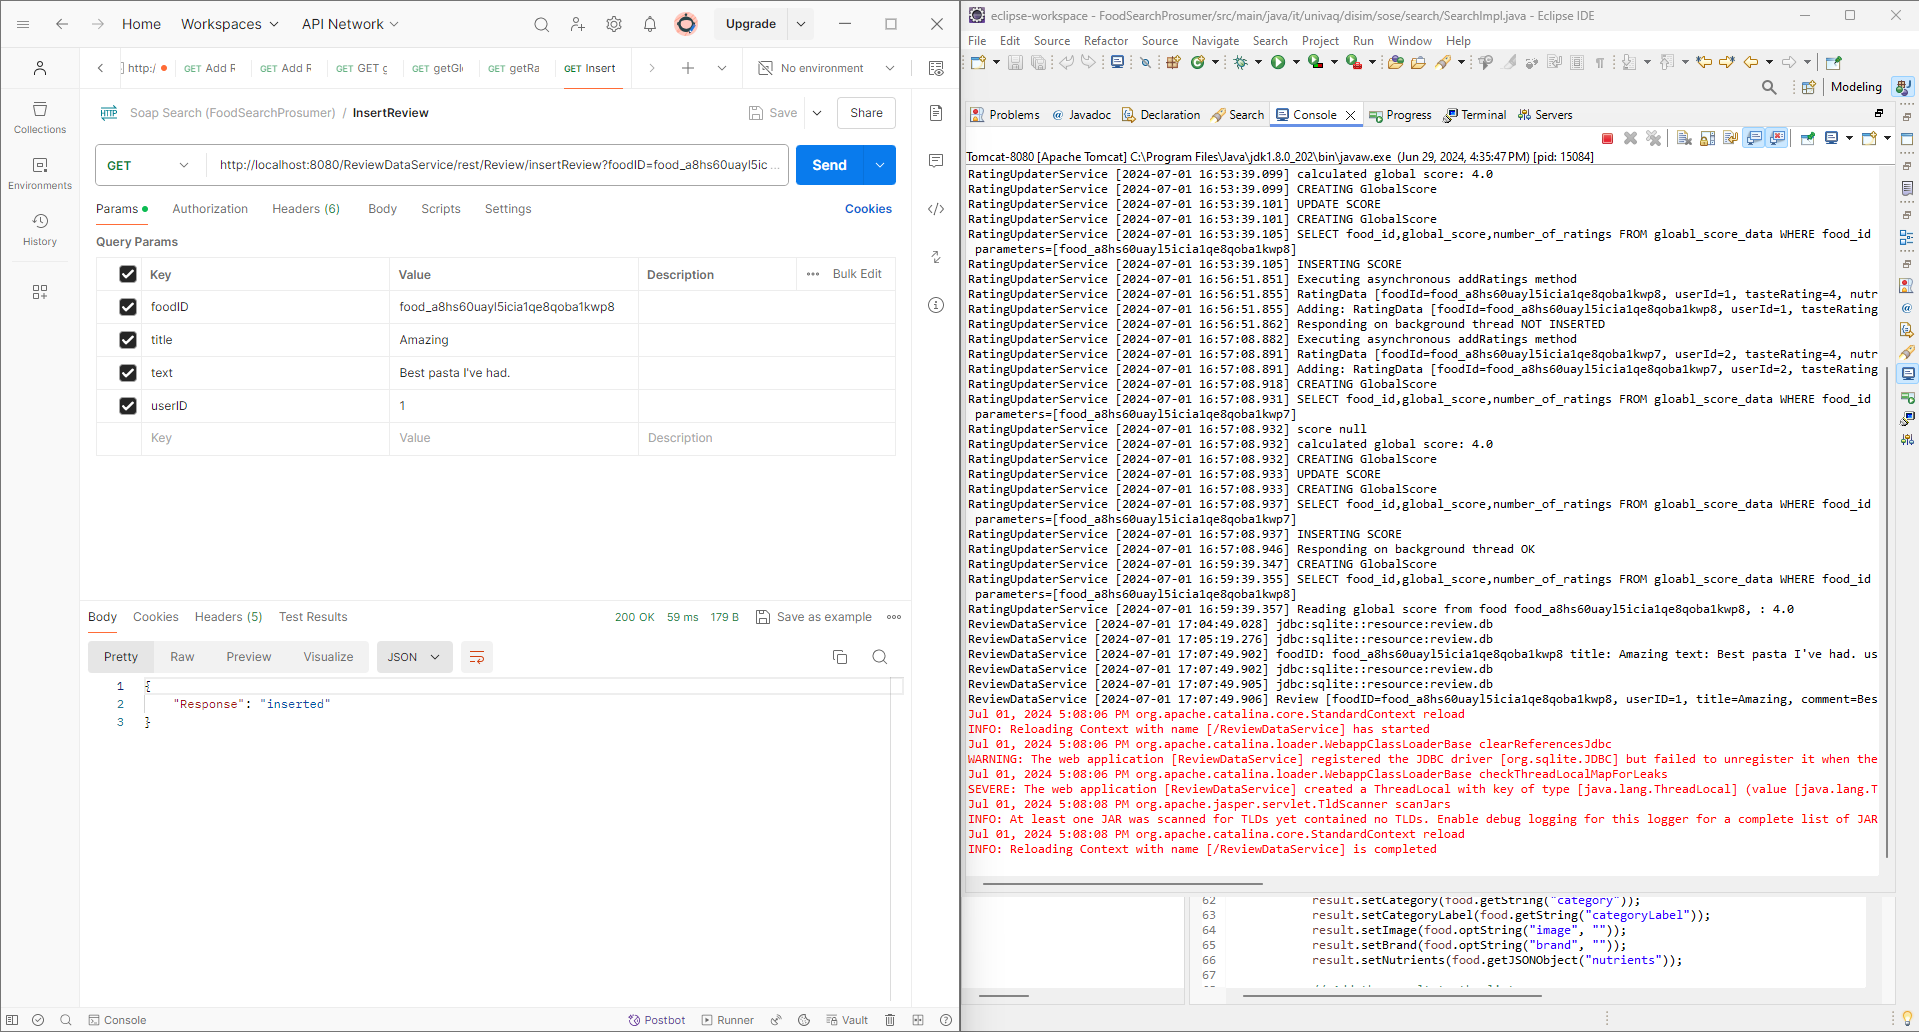 Home Workspaces API Network Upgrade
http:/ GET Add R GET Add R GET GET g GET getGl GET getRa GET Insert No environment
Collections
Environments
History
HTTP Soap Search (FoodSearchProsumer) / InsertReview Save Share
GET http://localhost:8080/ReviewDataService/rest/Review/insertReview?foodID=food_a8hs60uayl5ic ... Send
Params Authorization Headers (6) Body Scripts Settings Cookies
Query Params
Key Value Description Bulk Edit
foodID food_a8hs60uayl5icia1qe8qoba1kwp8
title Amazing
text Best pasta I've had.
userID 1
Key Value Description
Body Cookies Headers (5) Test Results 200 OK 59 ms 179 B Save as example
Pretty Raw Preview Visualize JSON
1 {
2 "Response": "inserted"
3 }
Console Postbot Runner Vault
eclipse-workspace - FoodSearchProsumer/src/main/java/it/univaq/disim/sose/search/SearchImpl.java - Eclipse IDE
File Edit Source Refactor Source Navigate Search Project Run Window Help
Modeling
Problems Javadoc Declaration Search Console Progress Terminal Servers
Tomcat-8080 [Apache Tomcat] C:\Program Files\Java\jdk1.8.0_202\bin\javaw.exe (Jun 29, 2024, 4:35:47 PM) [pid: 15084]
RatingUpdaterService [2024-07-01 16:53:39.099] calculated global score: 4.0
RatingUpdaterService [2024-07-01 16:53:39.099] CREATING GlobalScore
RatingUpdaterService [2024-07-01 16:53:39.101] UPDATE SCORE
RatingUpdaterService [2024-07-01 16:53:39.101] CREATING GlobalScore
RatingUpdaterService [2024-07-01 16:53:39.105] SELECT food_id,global_score,number_of_ratings FROM gloabl_score_data WHERE food_id
parameters=[food_a8hs60uayl5icia1qe8qoba1kwp8]
RatingUpdaterService [2024-07-01 16:53:39.105] INSERTING SCORE
RatingUpdaterService [2024-07-01 16:56:51.851] Executing asynchronous addRatings method
RatingUpdaterService [2024-07-01 16:56:51.855] RatingData [foodId=food_a8hs60uayl5icia1qe8qoba1kwp8, userId=1, tasteRating=4, nutr
RatingUpdaterService [2024-07-01 16:56:51.855] Adding: RatingData [foodId=food_a8hs60uayl5icia1qe8qoba1kwp8, userId=1, tasteRating
RatingUpdaterService [2024-07-01 16:56:51.862] Responding on background thread NOT INSERTED
RatingUpdaterService [2024-07-01 16:57:08.882] Executing asynchronous addRatings method
RatingUpdaterService [2024-07-01 16:57:08.891] RatingData [foodId=food_a8hs60uayl5icia1qe8qoba1kwp7, userId=2, tasteRating=4, nutr
RatingUpdaterService [2024-07-01 16:57:08.891] Adding: RatingData [foodId=food_a8hs60uayl5icia1qe8qoba1kwp7, userId=2, tasteRating
RatingUpdaterService [2024-07-01 16:57:08.918] CREATING GlobalScore
RatingUpdaterService [2024-07-01 16:57:08.931] SELECT food_id,global_score,number_of_ratings FROM gloabl_score_data WHERE food_id
parameters=[food_a8hs60uayl5icia1qe8qoba1kwp7]
RatingUpdaterService [2024-07-01 16:57:08.932] score null
RatingUpdaterService [2024-07-01 16:57:08.932] calculated global score: 4.0
RatingUpdaterService [2024-07-01 16:57:08.932] CREATING GlobalScore
RatingUpdaterService [2024-07-01 16:57:08.933] UPDATE SCORE
RatingUpdaterService [2024-07-01 16:57:08.933] CREATING GlobalScore
RatingUpdaterService [2024-07-01 16:57:08.937] SELECT food_id,global_score,number_of_ratings FROM gloabl_score_data WHERE food_id
parameters=[food_a8hs60uayl5icia1qe8qoba1kwp7]
RatingUpdaterService [2024-07-01 16:57:08.937] INSERTING SCORE
RatingUpdaterService [2024-07-01 16:57:08.946] Responding on background thread OK
RatingUpdaterService [2024-07-01 16:59:39.347] CREATING GlobalScore
RatingUpdaterService [2024-07-01 16:59:39.355] SELECT food_id,global_score,number_of_ratings FROM gloabl_score_data WHERE food_id
parameters=[food_a8hs60uayl5icia1qe8qoba1kwp8]
RatingUpdaterService [2024-07-01 16:59:39.357] Reading global score from food food_a8hs60uayl5icia1qe8qoba1kwp8, : 4.0
ReviewDataService [2024-07-01 17:04:49.028] jdbc:sqlite::resource:review.db
ReviewDataService [2024-07-01 17:05:19.276] jdbc:sqlite::resource:review.db
ReviewDataService [2024-07-01 17:07:49.902] foodID: food_a8hs60uayl5icia1qe8qoba1kwp8 title: Amazing text: Best pasta I've had. us
ReviewDataService [2024-07-01 17:07:49.902] jdbc:sqlite::resource:review.db
ReviewDataService [2024-07-01 17:07:49.905] jdbc:sqlite::resource:review.db
ReviewDataService [2024-07-01 17:07:49.906] Review [foodID=food_a8hs60uayl5icia1qe8qoba1kwp8, userID=1, title=Amazing, comment=Bes
Jul 01, 2024 5:08:06 PM org.apache.catalina.core.StandardContext reload
INFO: Reloading Context with name [/ReviewDataService] has started
Jul 01, 2024 5:08:06 PM org.apache.catalina.loader.WebappClassLoaderBase clearReferencesJdbc
WARNING: The web application [ReviewDataService] registered the JDBC driver [org.sqlite.JDBC] but failed to unregister it when the
Jul 01, 2024 5:08:06 PM org.apache.catalina.loader.WebappClassLoaderBase checkThreadLocalMapForLeaks
SEVERE: The web application [ReviewDataService] created a ThreadLocal with key of type [java.lang.ThreadLocal] (value [java.lang.T
Jul 01, 2024 5:08:08 PM org.apache.jasper.servlet.TldScanner scanJars
INFO: At least one JAR was scanned for TLDs yet contained no TLDs. Enable debug logging for this logger for a complete list of JAR
Jul 01, 2024 5:08:08 PM org.apache.catalina.core.StandardContext reload
INFO: Reloading Context with name [/ReviewDataService] is completed
62 result.setCategory(food.getString("category"));
63 result.setCategoryLabel(food.getString("categoryLabel"));
64 result.setImage(food.optString("image", ""));
65 result.setBrand(food.optString("brand", ""));
66 result.setNutrients(food.getJSONObject("nutrients"));
67